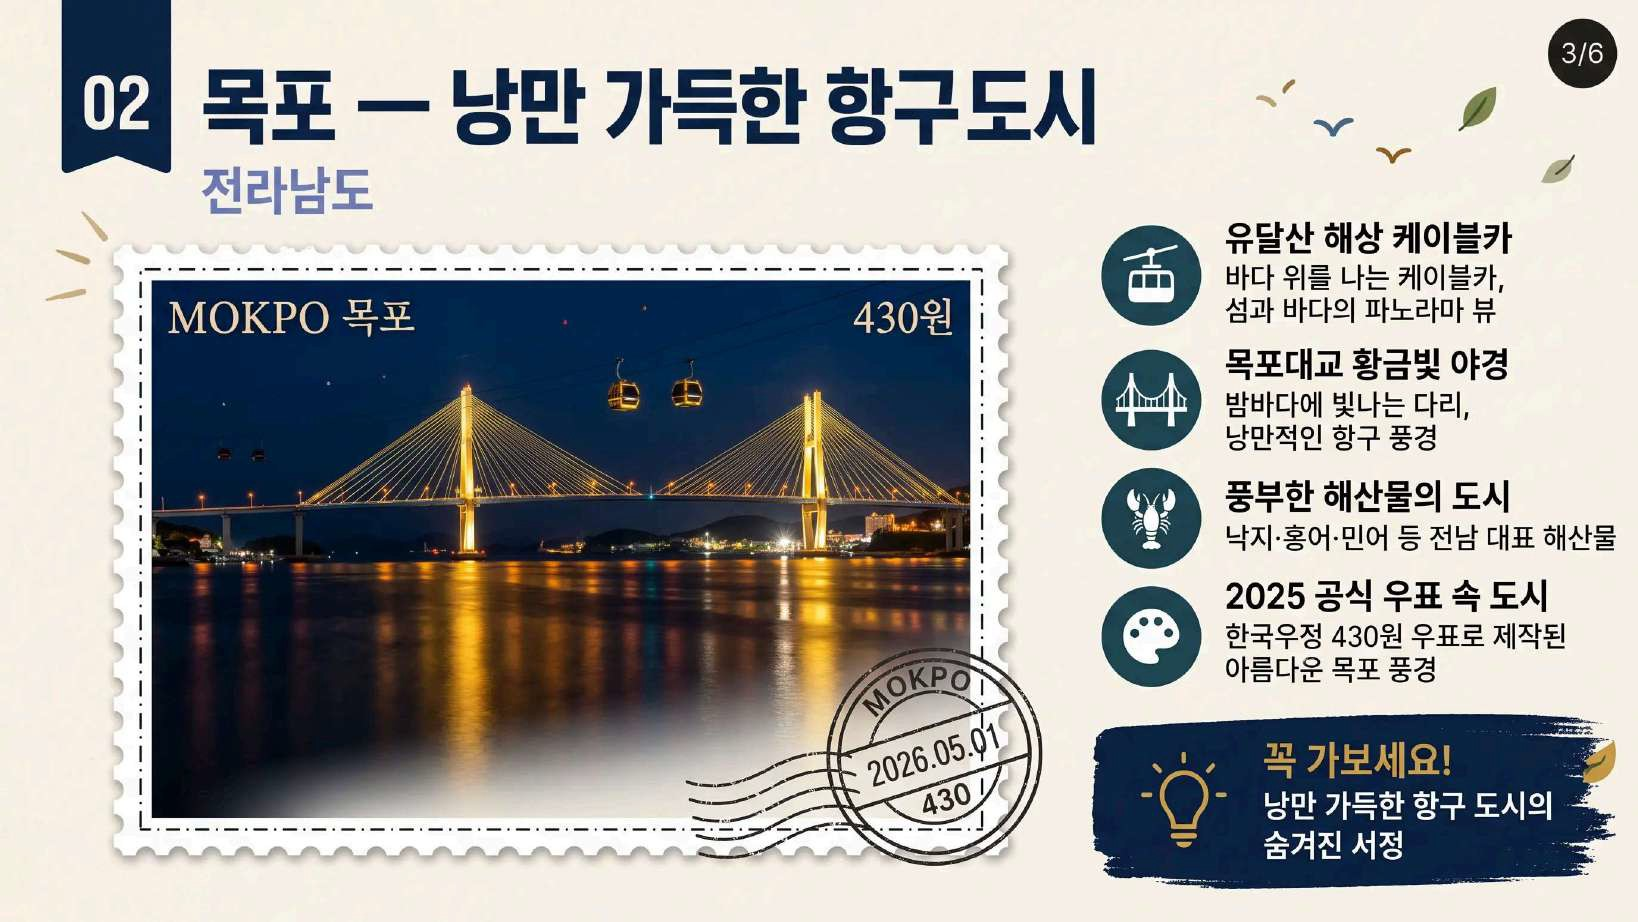 3/6
02
목포 — 낭만 가득한 항구도시
전라남도
MOKPO 목포
430원
MOKPO
2026.05.01
430
유달산 해상 케이블카
바다 위를 나는 케이블카,
섬과 바다의 파노라마 뷰
목포대교 황금빛 야경
밤바다에 빛나는 다리,
낭만적인 항구 풍경
풍부한 해산물의 도시
낙지·홍어·민어 등 전남 대표 해산물
2025 공식 우표 속 도시
한국우정 430원 우표로 제작된
아름다운 목포 풍경
꼭 가보세요!
낭만 가득한 항구 도시의
숨겨진 서정